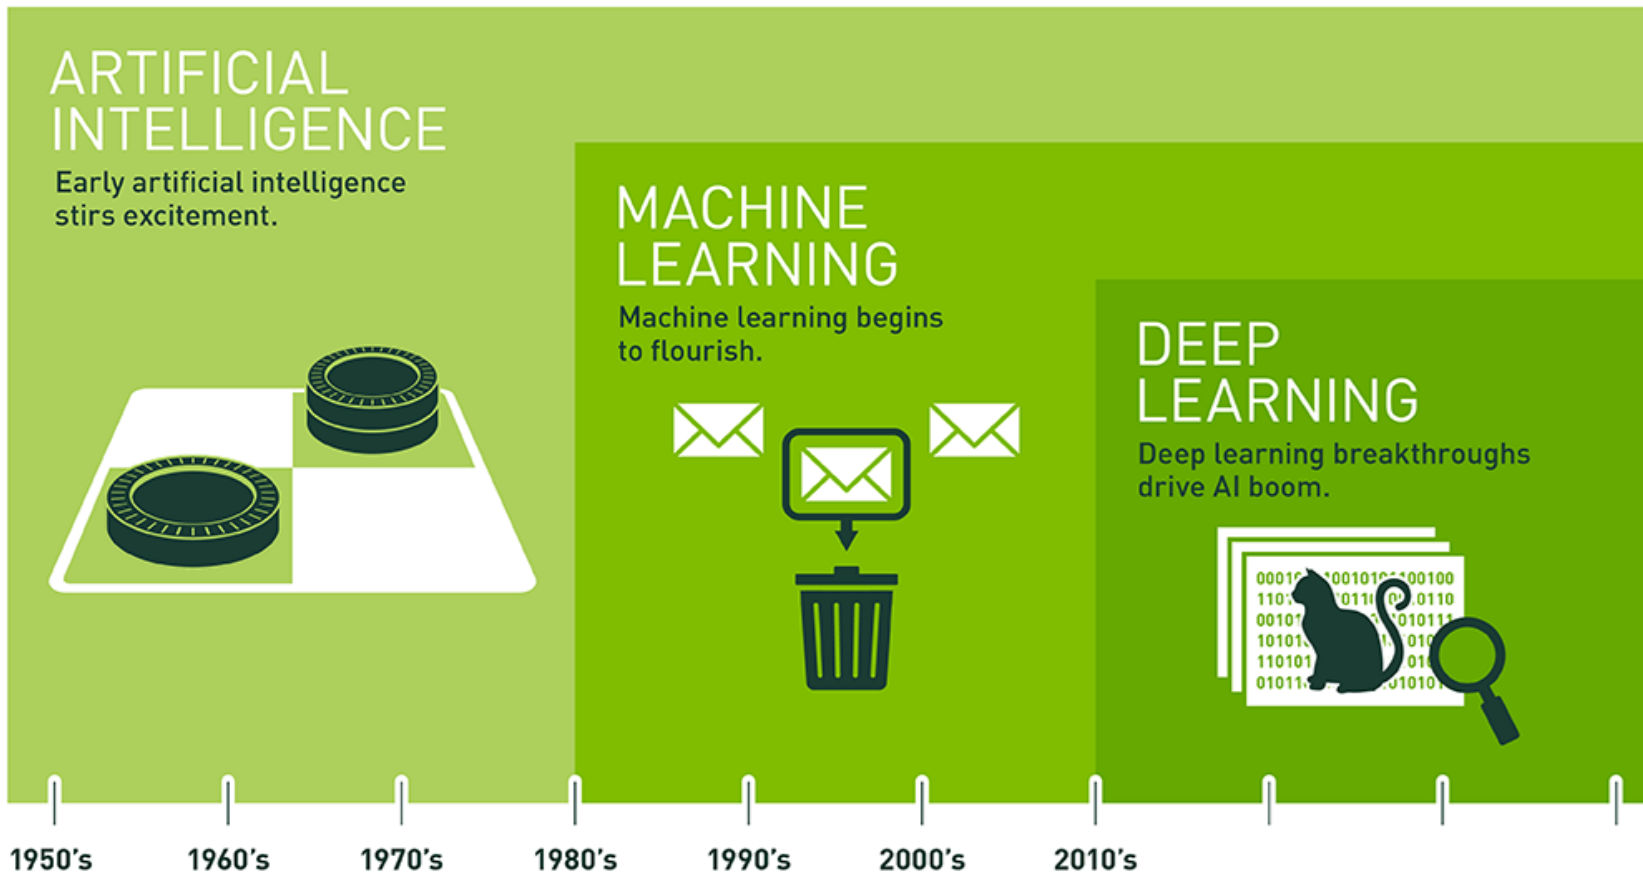 ARTIFICIAL
INTELLIGENCE
Early artificial intelligence
stirs excitement.
MACHINE
LEARNING
Machine learning begins
to flourish.
DEEP
LEARNING
Deep learning breakthroughs
drive AI boom.
1950's 1960's 1970's 1980's 1990's 2000's 2010's